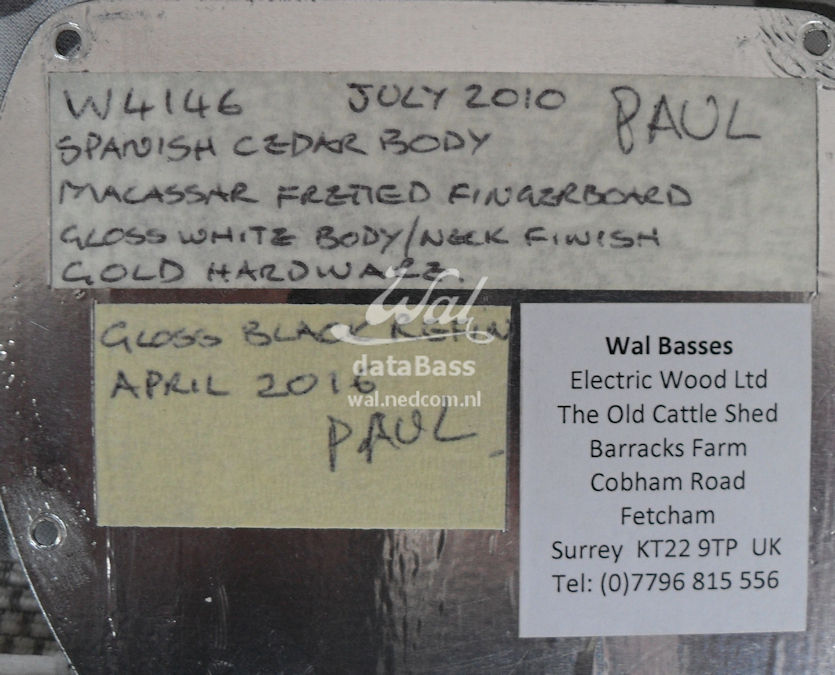 W4146 JULY 2010 PAUL
SPANISH CEDAR BODY
MACASSAR FRETTED FINGERBOARD
GLOSS WHITE BODY/NECK FINISH
GOLD HARDWARE.
GLOSS BLACK REFIN
APRIL 2016
PAUL
Wal
dataBass
wal.nedcom.nl
Wal Basses
Electric Wood Ltd
The Old Cattle Shed
Barracks Farm
Cobham Road
Fetcham
Surrey KT22 9TP UK
Tel: (0)7796 815 556